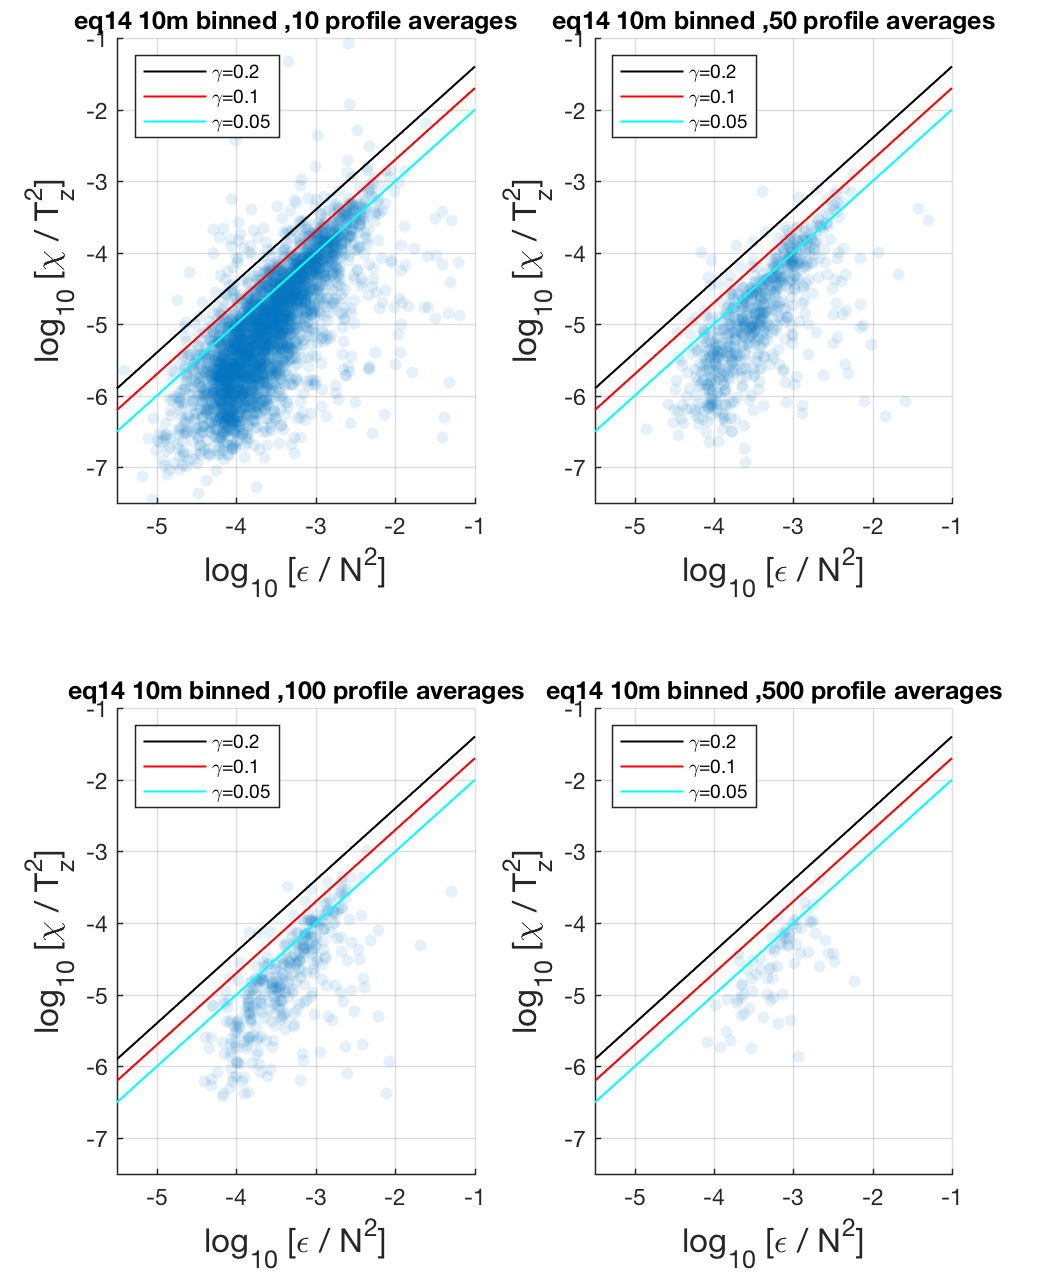 eq14 10m binned ,10 profile averages
-1
-2
-3
-4
-5
-6
-7
γ=0.2
γ=0.1
γ=0.05
log10 [χ / Tz2]
-5 -4 -3 -2 -1
log10 [ϵ / N2]
eq14 10m binned ,50 profile averages
-1
-2
-3
-4
-5
-6
-7
γ=0.2
γ=0.1
γ=0.05
log10 [χ / Tz2]
-5 -4 -3 -2 -1
log10 [ϵ / N2]
eq14 10m binned ,100 profile averages
-1
-2
-3
-4
-5
-6
-7
γ=0.2
γ=0.1
γ=0.05
log10 [χ / Tz2]
-5 -4 -3 -2 -1
log10 [ϵ / N2]
eq14 10m binned ,500 profile averages
-1
-2
-3
-4
-5
-6
-7
γ=0.2
γ=0.1
γ=0.05
log10 [χ / Tz2]
-5 -4 -3 -2 -1
log10 [ϵ / N2]